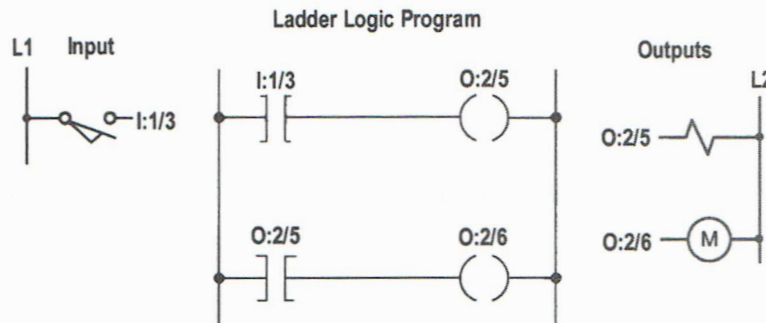 Ladder Logic Program
L1 Input
Outputs
L2
I:1/3
I:1/3 O:2/5
O:2/5
O:2/5 O:2/6
O:2/6 M